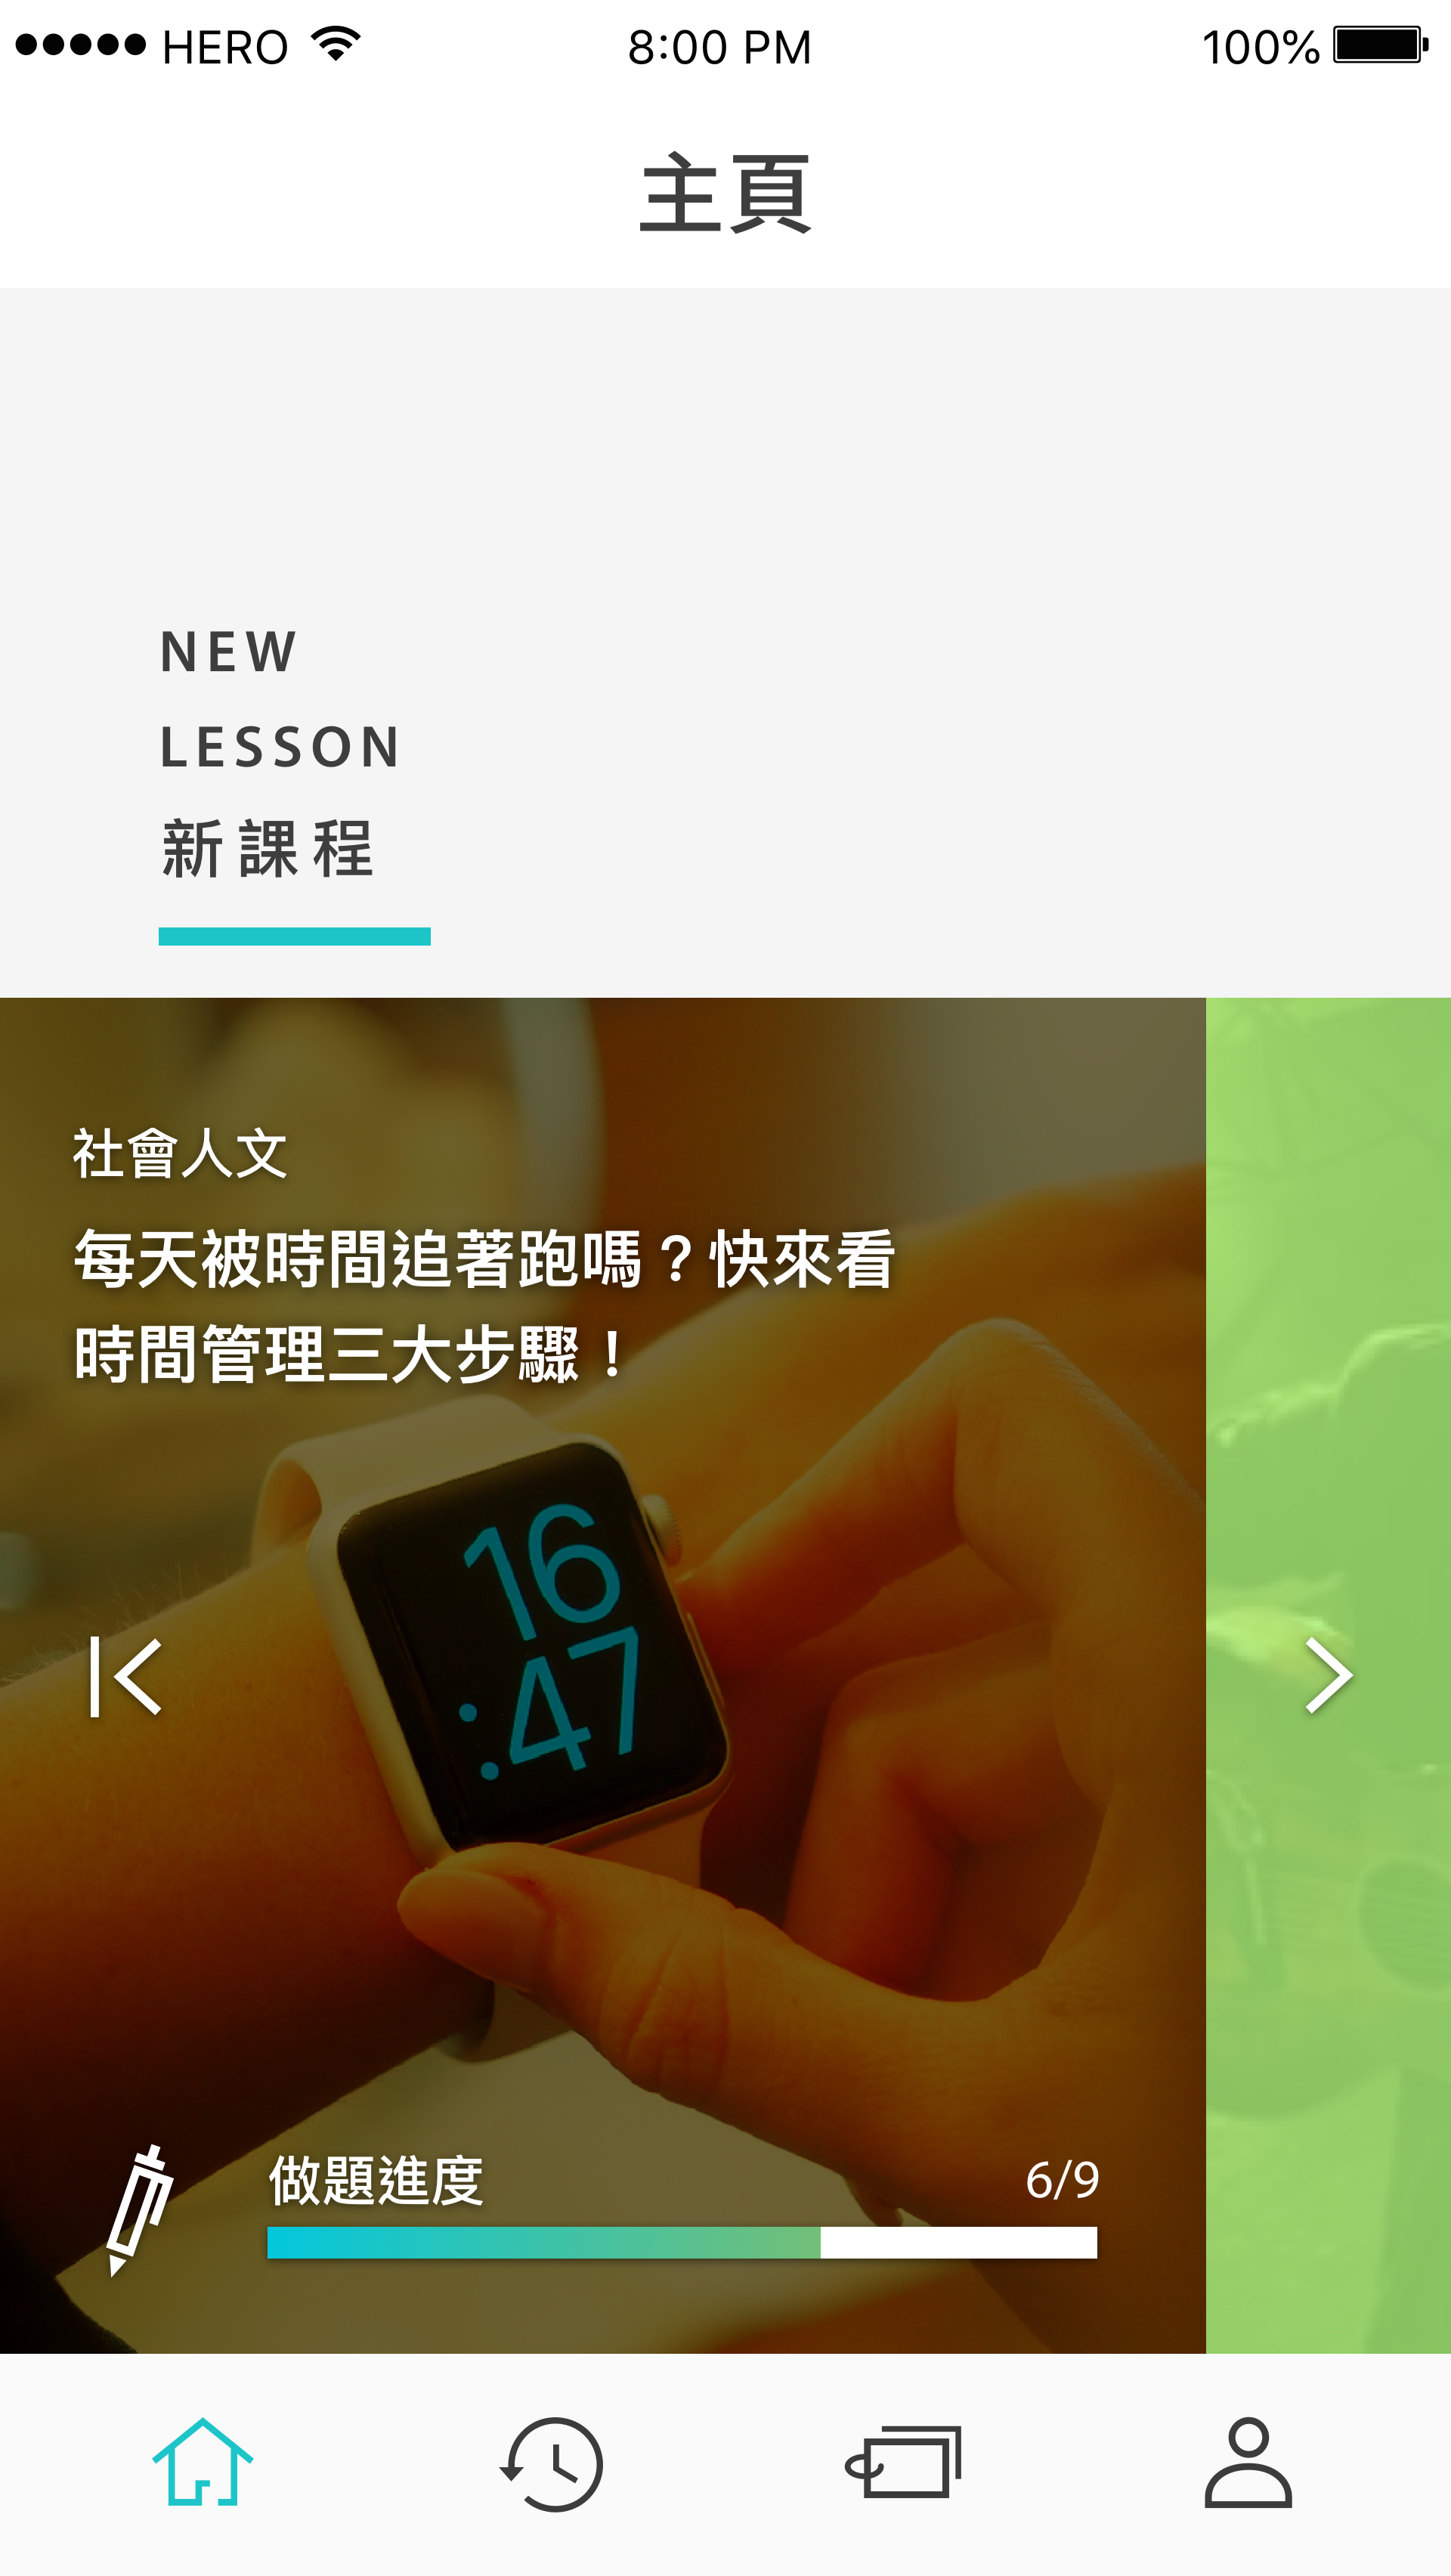 HERO 8:00 PM 100%
主頁
NEW
LESSON
新課程
社會人文
每天被時間追著跑嗎？快來看
時間管理三大步驟！
16
:47
做題進度 6/9